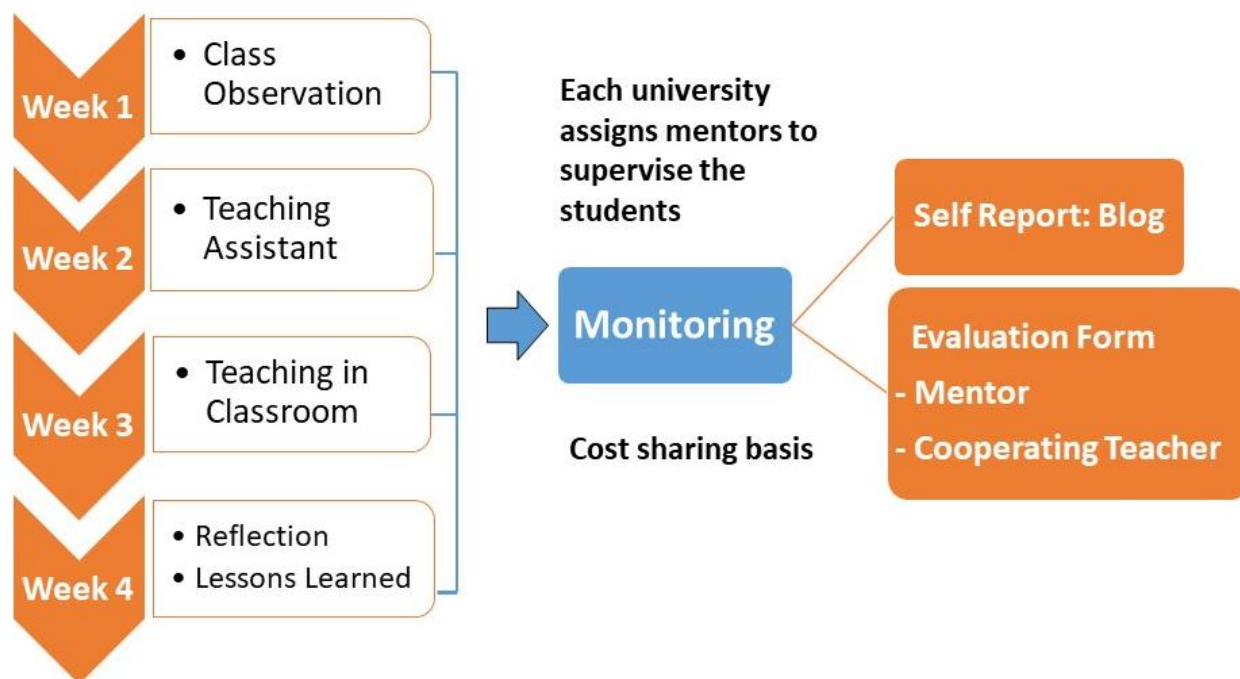 Week 1
• Class
Observation
Week 2
• Teaching
Assistant
Week 3
• Teaching in
Classroom
Week 4
• Reflection
• Lessons Learned
Each university
assigns mentors to
supervise the
students
Monitoring
Cost sharing basis
Self Report: Blog
Evaluation Form
- Mentor
- Cooperating Teacher